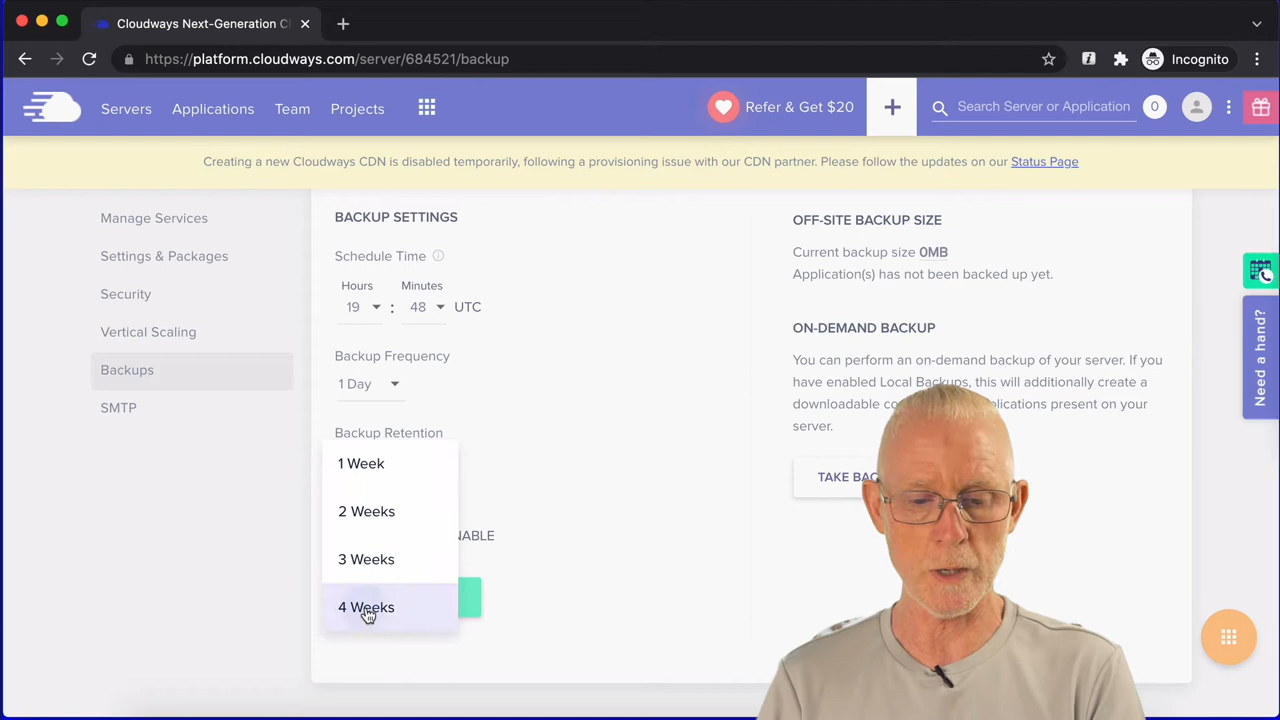 Cloudways Next-Generation C
https://platform.cloudways.com/server/684521/backup
Incognito
Servers
Applications
Team
Projects
Refer & Get $20
Search Server or Application
0
Creating a new Cloudways CDN is disabled temporarily, following a provisioning issue with our CDN partner. Please follow the updates on our Status Page
Manage Services
Settings & Packages
Security
Vertical Scaling
Backups
SMTP
BACKUP SETTINGS
Schedule Time
Hours
Minutes
19 : 48 UTC
Backup Frequency
1 Day
Backup Retention
1 Week
2 Weeks
3 Weeks
4 Weeks
NABLE
OFF-SITE BACKUP SIZE
Current backup size 0MB
Application(s) has not been backed up yet.
ON-DEMAND BACKUP
You can perform an on-demand backup of your server. If you
have enabled Local Backups, this will additionally create a
downloadable co plications present on your
server.
TAKE BAC
Need a hand?